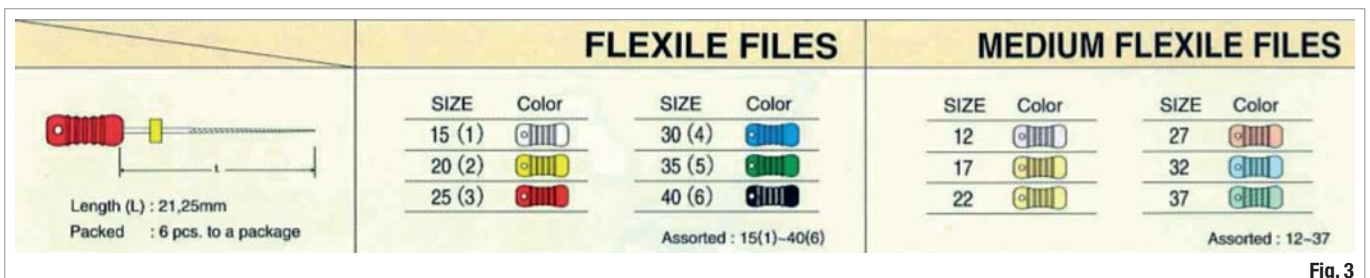 FLEXILE FILES
MEDIUM FLEXILE FILES
L
Length (L) : 21,25mm
Packed : 6 pcs. to a package
SIZE Color SIZE Color
15 (1) 30 (4)
20 (2) 35 (5)
25 (3) 40 (6)
Assorted : 15(1)~40(6)
SIZE Color SIZE Color
12 27
17 32
22 37
Assorted : 12~37
Fig. 3